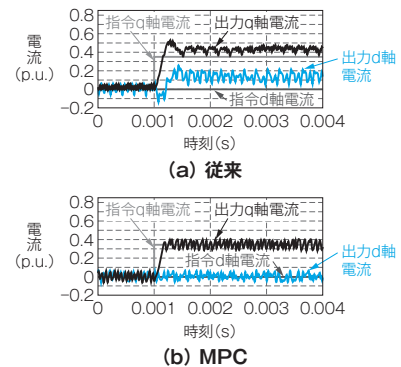 0.8
指令q軸電流
出力q軸電流
0.6
0.4
0.2
0
-0.2
電流
(p.u.)
出力d軸
電流
指令d軸電流
0
0.001
0.002
0.003
0.004
時刻(s)
(a) 従来
0.8
指令q軸電流
出力q軸電流
0.6
0.4
0.2
0
-0.2
電流
(p.u.)
出力d軸
電流
指令d軸電流
0
0.001
0.002
0.003
0.004
時刻(s)
(b) MPC